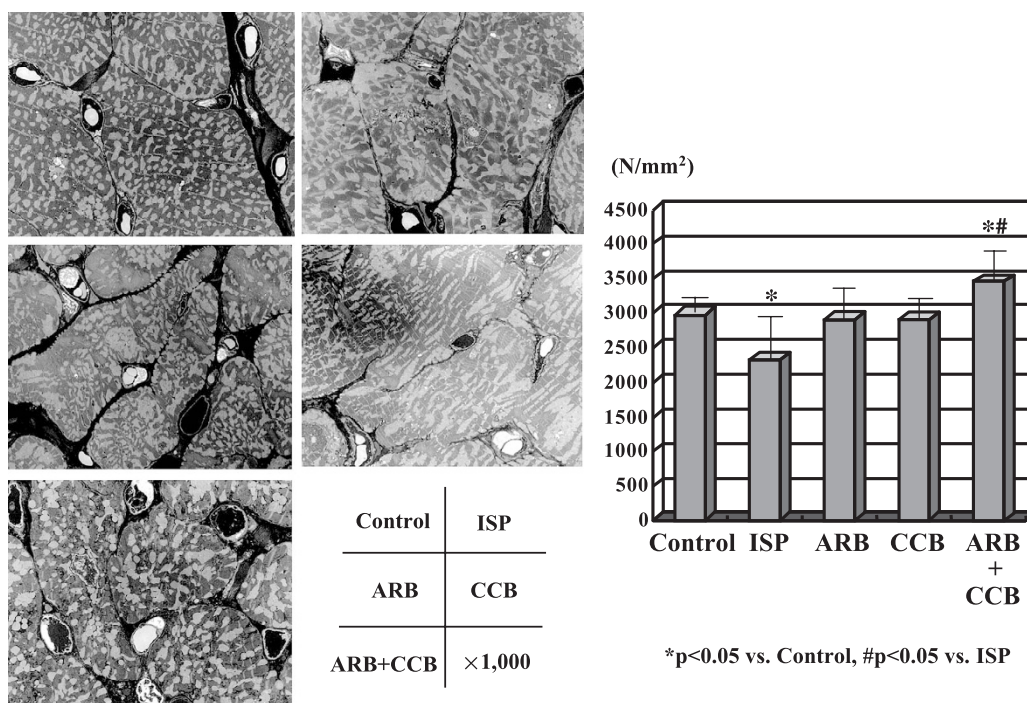 Control ISP
ARB CCB
ARB+CCB ×1,000
(N/mm²)
4500
4000
3500
3000
2500
2000
1500
1000
500
0
*
*#
Control ISP ARB CCB ARB
+
CCB
*p<0.05 vs. Control, #p<0.05 vs. ISP